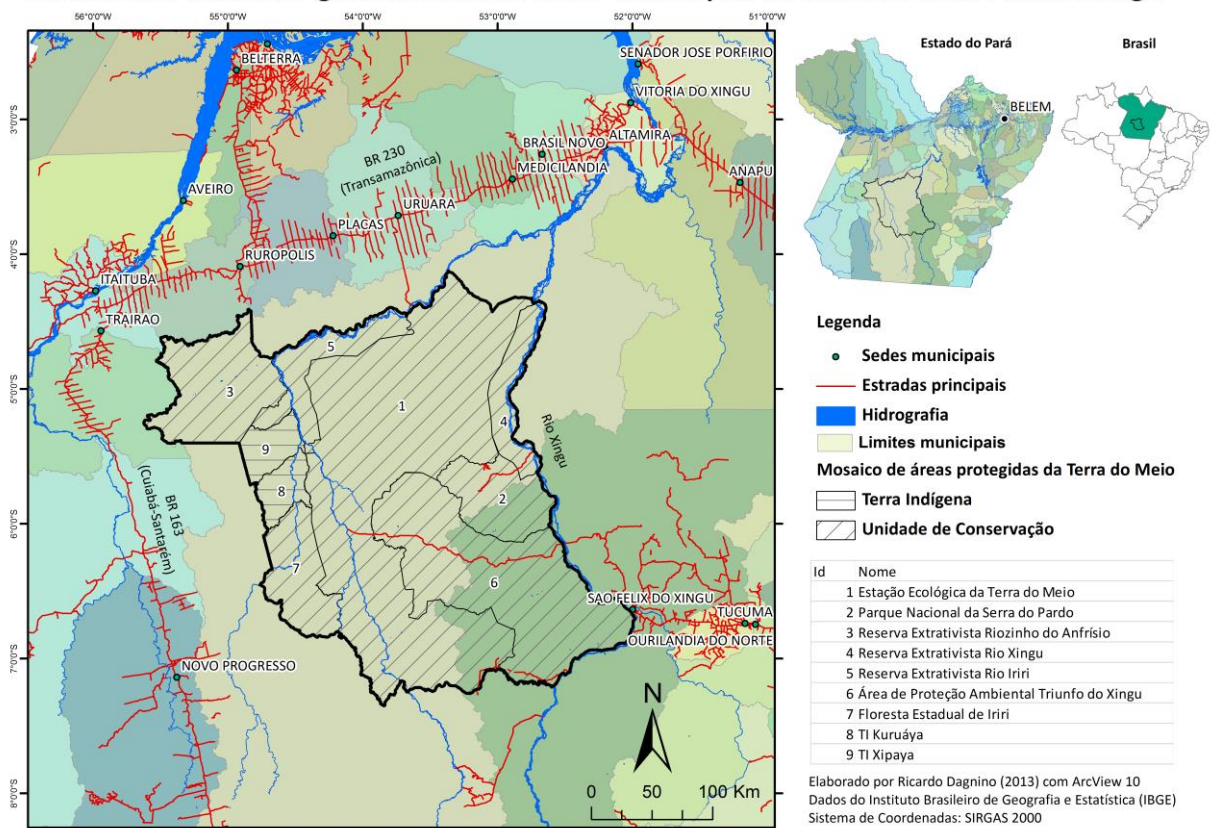 56°0'0"W
55°0'0"W
54°0'0"W
53°0'0"W
52°0'0"W
51°0'0"W
3°0'0"S
4°0'0"S
5°0'0"S
6°0'0"S
7°0'0"S
8°0'0"S
BELTERRA
SENADOR JOSE PORFIRIO
VITORIA DO XINGU
ALTAMIRA
BRASIL NOVO
MEDICILANDIA
ANAPU
BR 230
(Transamazônica)
AVEIRO
URUARA
PLACAS
RUROPOLIS
ITAITUBA
TRAIRAO
5
3
1
4
Rio Xingu
9
8
2
BR 163
(Cuiabá-Santarém)
7
6
SAO FELIX DO XINGU
TUCUMA
OURILANDIA DO NORTE
NOVO PROGRESSO
N
0 50 100 Km
Estado do Pará
Brasil
BELEM
Legenda
Sedes municipais
Estradas principais
Hidrografia
Limites municipais
Mosaico de áreas protegidas da Terra do Meio
Terra Indígena
Unidade de Conservação
Id Nome
1 Estação Ecológica da Terra do Meio
2 Parque Nacional da Serra do Pardo
3 Reserva Extrativista Riozinho do Anfrísio
4 Reserva Extrativista Rio Xingu
5 Reserva Extrativista Rio Iriri
6 Área de Proteção Ambiental Triunfo do Xingu
7 Floresta Estadual de Iriri
8 TI Kuruáya
9 TI Xipaya
Elaborado por Ricardo Dagnino (2013) com ArcView 10
Dados do Instituto Brasileiro de Geografia e Estatística (IBGE)
Sistema de Coordenadas: SIRGAS 2000